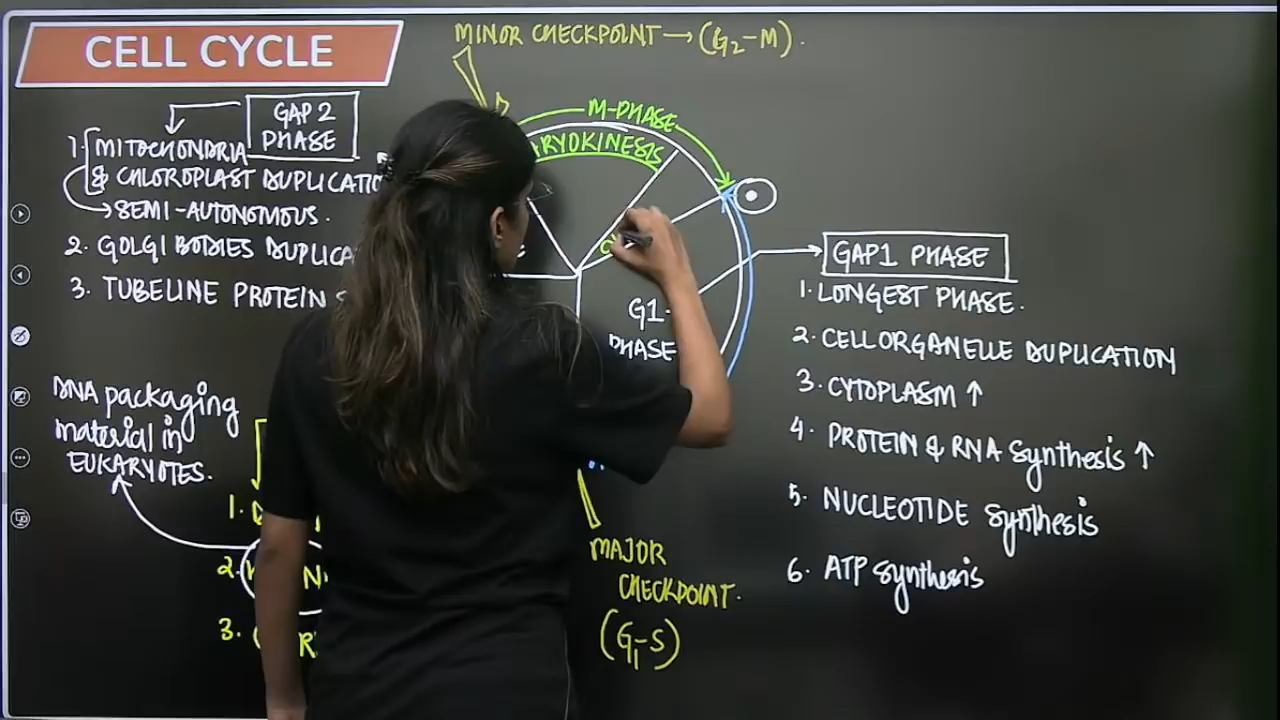 CELL CYCLE
MINOR CHECKPOINT → (G2-M).
GAP 2
PHASE
1. MITOCHONDRIA
& CHLOROPLAST DUPLICATIO
→ SEMI-AUTONOMOUS.
2. GOLGI BODIES DUPLICA
3. TUBELINE PROTEIN S
M-PHASE
RYOKINESIS
G1
PHASE
GAP1 PHASE
1. LONGEST PHASE.
2. CELLORGANELLE DUPLICATION
3. CYTOPLASM ↑
4. PROTEIN & RNA Synthesis ↑
5. NUCLEOTIDE Synthesis
6. ATP Synthesis
DNA packaging
material in
EUKARYOTES.
1.
2.
3.
MAJOR
CHECKPOINT.
(G1-S)